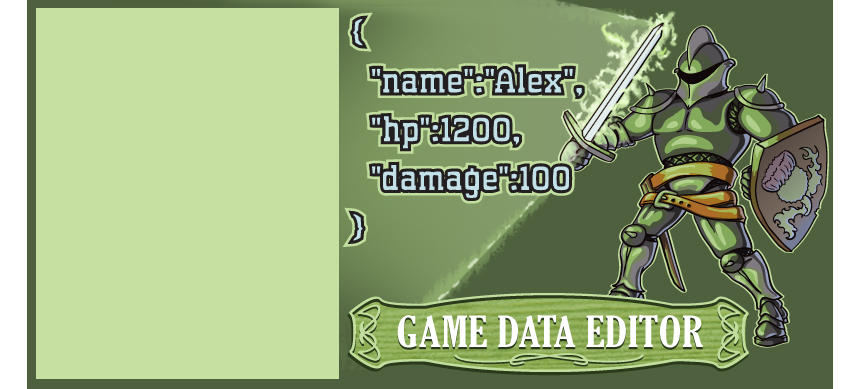 {
"name":"Alex",
"hp":1200,
"damage":100
}
GAME DATA EDITOR